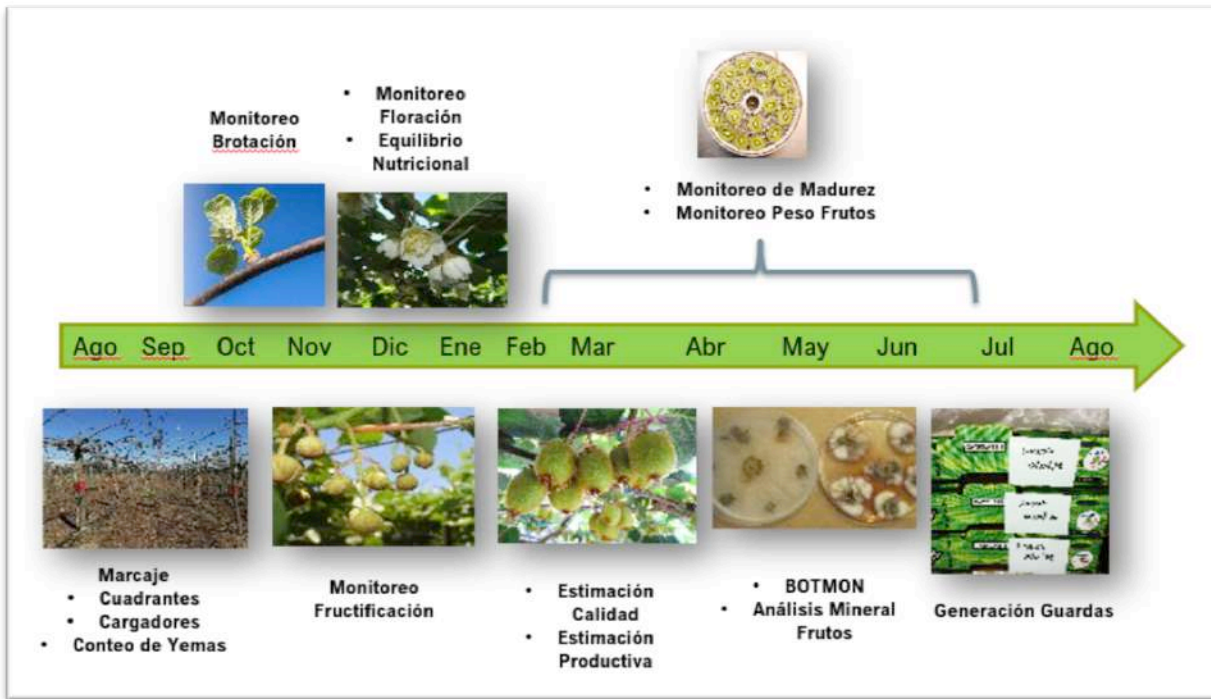 Monitoreo
Brotación
• Monitoreo
Floración
• Equilibrio
Nutricional
• Monitoreo de Madurez
• Monitoreo Peso Frutos
Ago Sep Oct Nov Dic Ene Feb Mar Abr May Jun Jul Ago
Marcaje
• Cuadrantes
• Cargadores
• Conteo de Yemas
Monitoreo
Fructificación
• Estimación
Calidad
• Estimación
Productiva
• BOTMON
• Análisis Mineral
Frutos
Generación Guardas